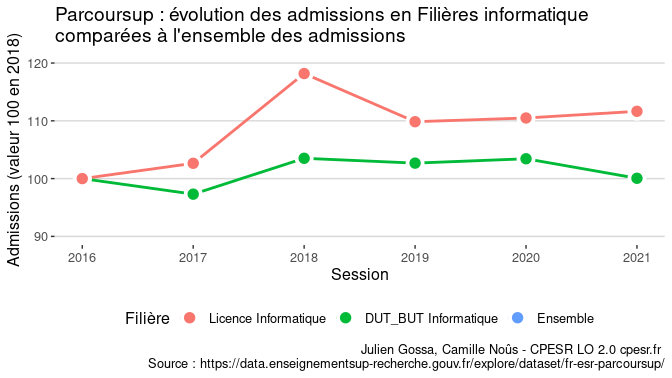 Parcoursup : évolution des admissions en Filières informatique
comparées à l'ensemble des admissions
Admissions (valeur 100 en 2018)
120
110
100
90
2016 2017 2018 2019 2020 2021
Session
Filière Licence Informatique DUT_BUT Informatique Ensemble
Julien Gossa, Camille Noûs - CPESR LO 2.0 cpesr.fr
Source : https://data.enseignementsup-recherche.gouv.fr/explore/dataset/fr-esr-parcoursup/